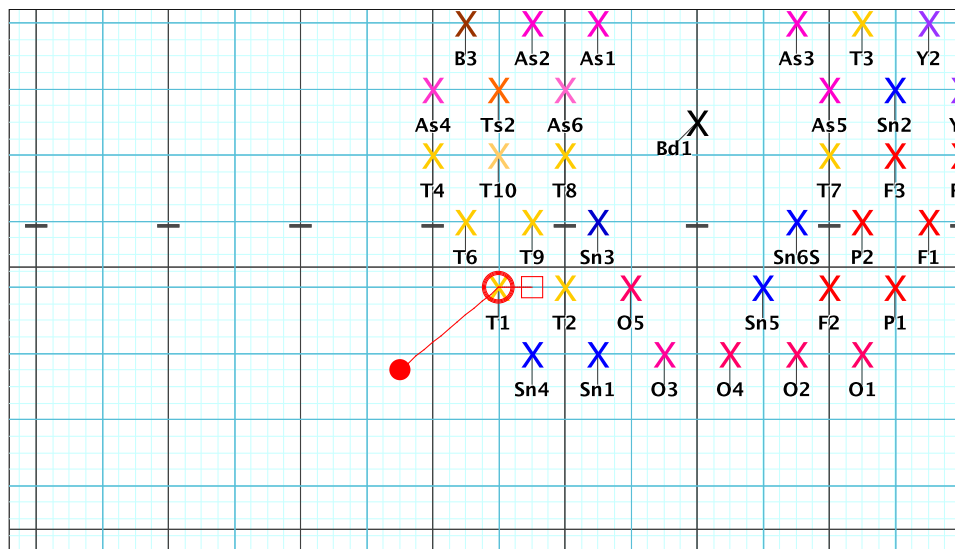 B3 As2 As1 As3 T3 Y2
As4 Ts2 As6 As5 Sn2
Bd1
T4 T10 T8 T7 F3
T6 T9 Sn3 Sn6S P2 F1
T1 T2 O5 Sn5 F2 P1
Sn4 Sn1 O3 O4 O2 O1